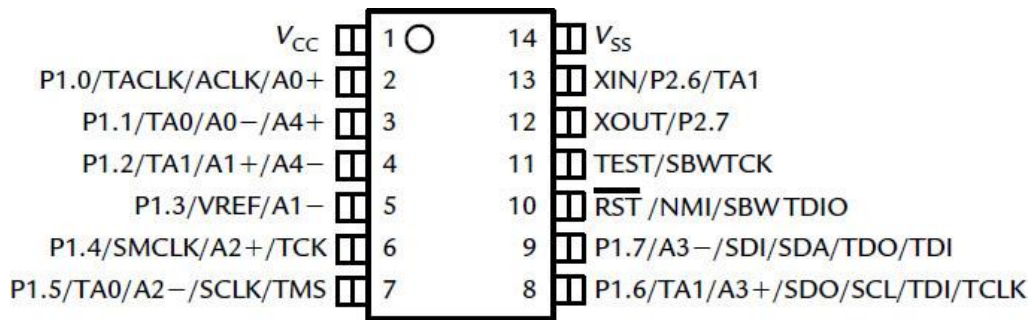 VCC 1 14 VSS
P1.0/TACLK/ACLK/A0+ 2 13 XIN/P2.6/TA1
P1.1/TA0/A0−/A4+ 3 12 XOUT/P2.7
P1.2/TA1/A1+/A4− 4 11 TEST/SBWTCK
P1.3/VREF/A1− 5 10 RST /NMI/SBWTDIO
P1.4/SMCLK/A2+/TCK 6 9 P1.7/A3−/SDI/SDA/TDO/TDI
P1.5/TA0/A2−/SCLK/TMS 7 8 P1.6/TA1/A3+/SDO/SCL/TDI/TCLK